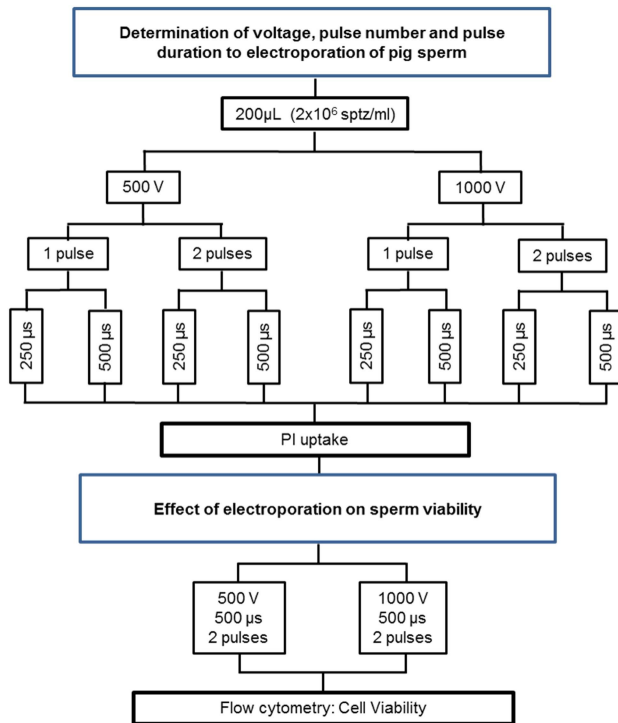 Determination of voltage, pulse number and pulse
duration to electroporation of pig sperm
200µL (2x10⁶ sptz/ml)
500 V
1000 V
1 pulse
2 pulses
1 pulse
2 pulses
250 µs
500 µs
250 µs
500 µs
250 µs
500 µs
250 µs
500 µs
PI uptake
Effect of electroporation on sperm viability
500 V
500 µs
2 pulses
1000 V
500 µs
2 pulses
Flow cytometry: Cell Viability